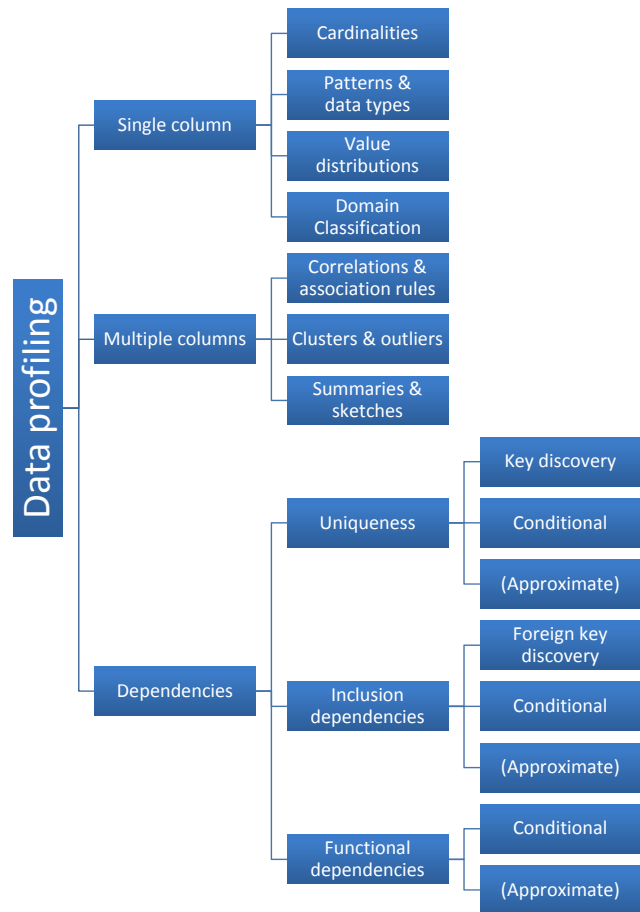 Data profiling
Single column
Cardinalities
Patterns &
data types
Value
distributions
Domain
Classification
Multiple columns
Correlations &
association rules
Clusters & outliers
Summaries &
sketches
Dependencies
Uniqueness
Key discovery
Conditional
(Approximate)
Inclusion
dependencies
Foreign key
discovery
Conditional
(Approximate)
Functional
dependencies
Conditional
(Approximate)